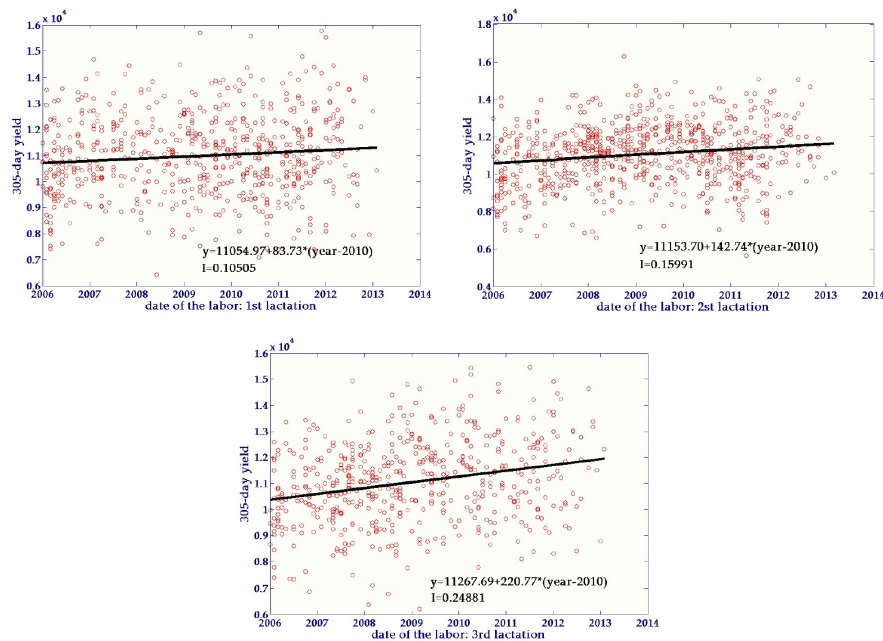 x 10⁴
1.6
1.5
1.4
1.3
1.2
1.1
1
0.9
0.8
0.7
0.6
305-day yield
y=11054.97+83.73*(year-2010)
I=0.10505
2006 2007 2008 2009 2010 2011 2012 2013 2014
date of the labor: 1st lactation
x 10⁴
1.8
1.6
1.4
1.2
1
0.8
0.6
0.4
305-day yield
y=11153.70+142.74*(year-2010)
I=0.15991
2006 2007 2008 2009 2010 2011 2012 2013 2014
date of the labor: 2st lactation
x 10⁴
1.6
1.5
1.4
1.3
1.2
1.1
1
0.9
0.8
0.7
0.6
305-day yield
y=11267.69+220.77*(year-2010)
I=0.24881
2006 2007 2008 2009 2010 2011 2012 2013 2014
date of the labor: 3rd lactation